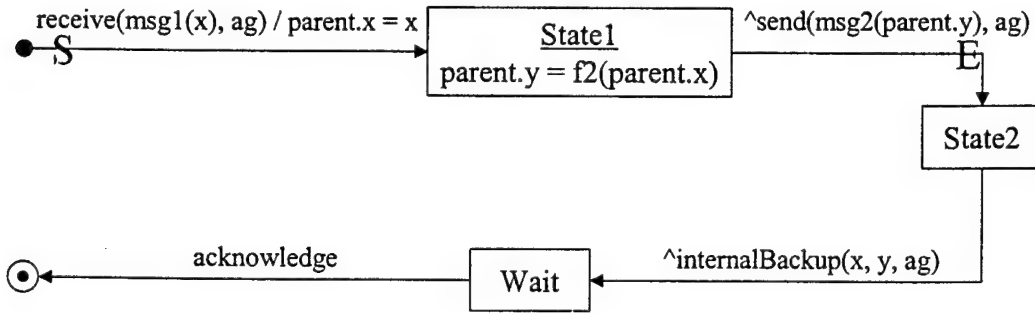 receive(msg1(x), ag) / parent.x = x
S
State1
parent.y = f2(parent.x)
^send(msg2(parent.y), ag)
E
State2
acknowledge
Wait
^internalBackup(x, y, ag)